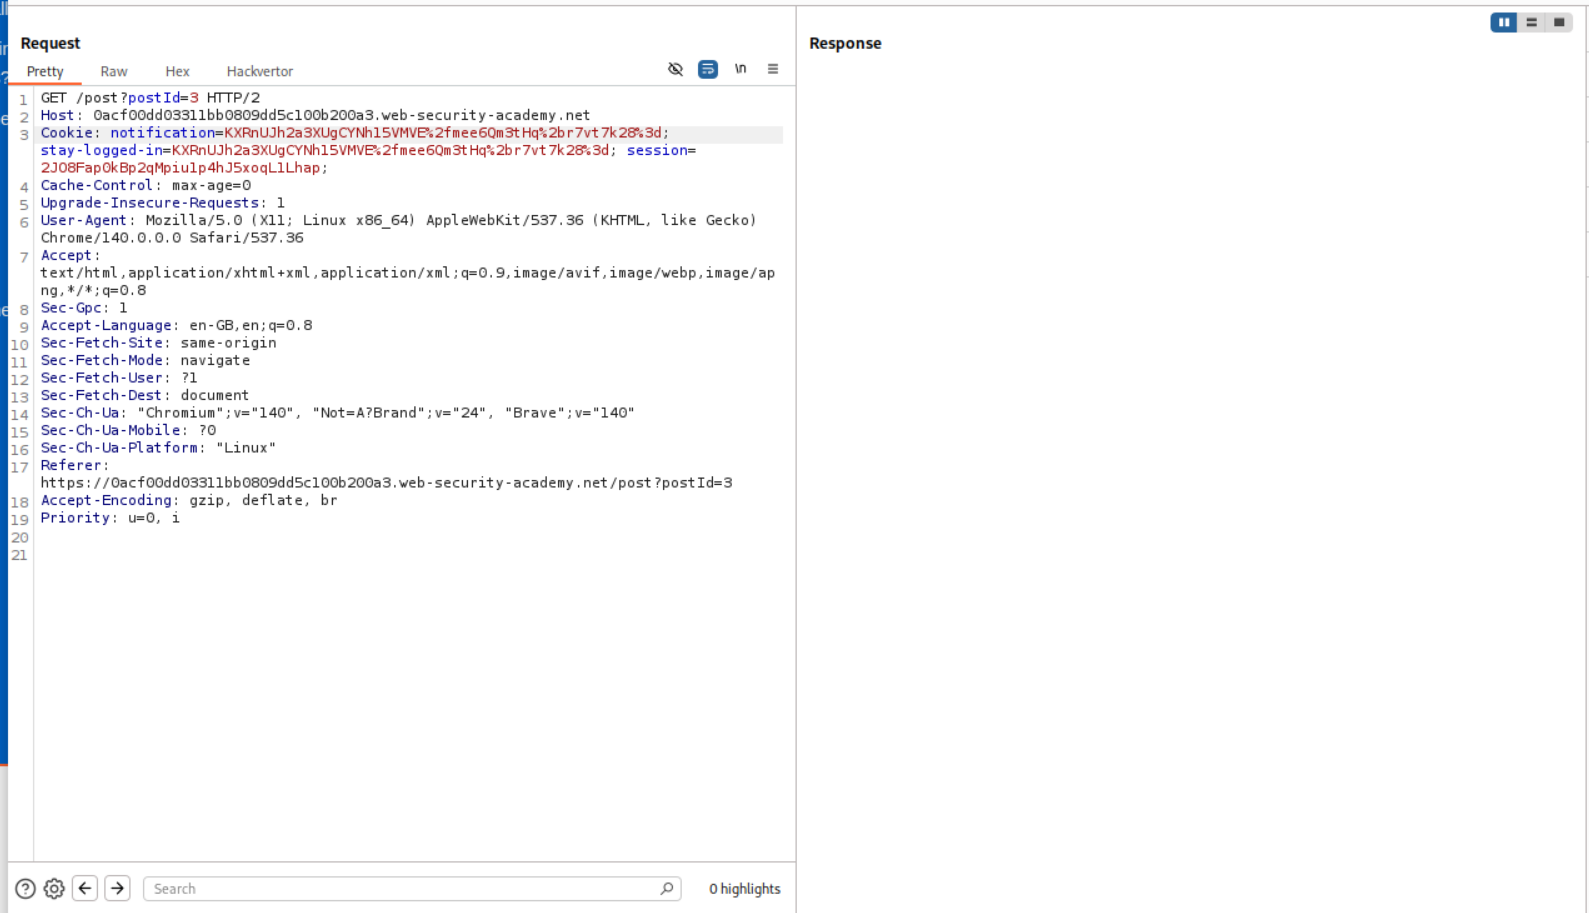 Request
Response
Pretty Raw Hex Hackvertor \n
1 GET /post?postId=3 HTTP/2
2 Host: 0acf00dd03311bb0809dd5c100b200a3.web-security-academy.net
3 Cookie: notification=KXRnUJh2a3XUgCYNhl5VMVE%2fmee6Qm3tHq%2br7vt7k28%3d;
stay-logged-in=KXRnUJh2a3XUgCYNhl5VMVE%2fmee6Qm3tHq%2br7vt7k28%3d; session=
2JO8Fap0kBp2qMpiulp4hJ5xoqLlLhap;
4 Cache-Control: max-age=0
5 Upgrade-Insecure-Requests: 1
6 User-Agent: Mozilla/5.0 (X11; Linux x86_64) AppleWebKit/537.36 (KHTML, like Gecko)
Chrome/140.0.0.0 Safari/537.36
7 Accept:
text/html,application/xhtml+xml,application/xml;q=0.9,image/avif,image/webp,image/ap
ng,*/*;q=0.8
8 Sec-Gpc: 1
9 Accept-Language: en-GB,en;q=0.8
10 Sec-Fetch-Site: same-origin
11 Sec-Fetch-Mode: navigate
12 Sec-Fetch-User: ?1
13 Sec-Fetch-Dest: document
14 Sec-Ch-Ua: "Chromium";v="140", "Not=A?Brand";v="24", "Brave";v="140"
15 Sec-Ch-Ua-Mobile: ?0
16 Sec-Ch-Ua-Platform: "Linux"
17 Referer:
https://0acf00dd03311bb0809dd5c100b200a3.web-security-academy.net/post?postId=3
18 Accept-Encoding: gzip, deflate, br
19 Priority: u=0, i
20
21
Search
0 highlights